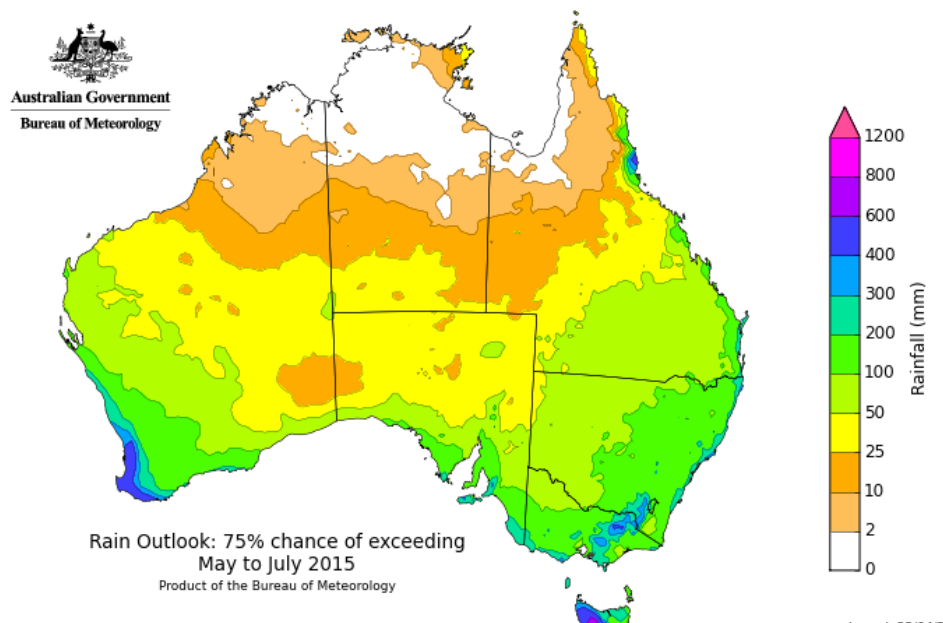 Australian Government
Bureau of Meteorology
1200
800
600
400
300
200
100
50
25
10
2
0
Rainfall (mm)
Rain Outlook: 75% chance of exceeding
May to July 2015
Product of the Bureau of Meteorology